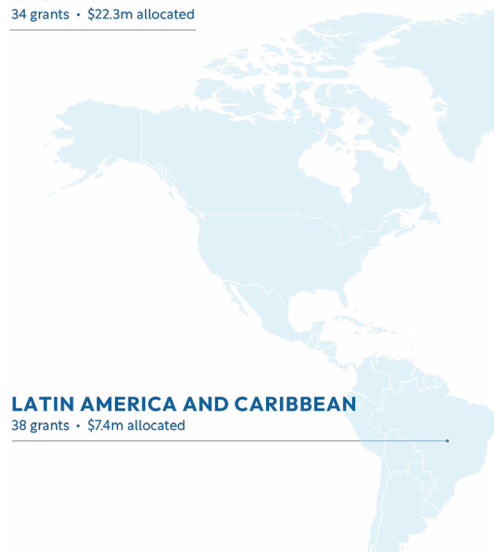 34 grants • $22.3m allocated
LATIN AMERICA AND CARIBBEAN
38 grants • $7.4m allocated